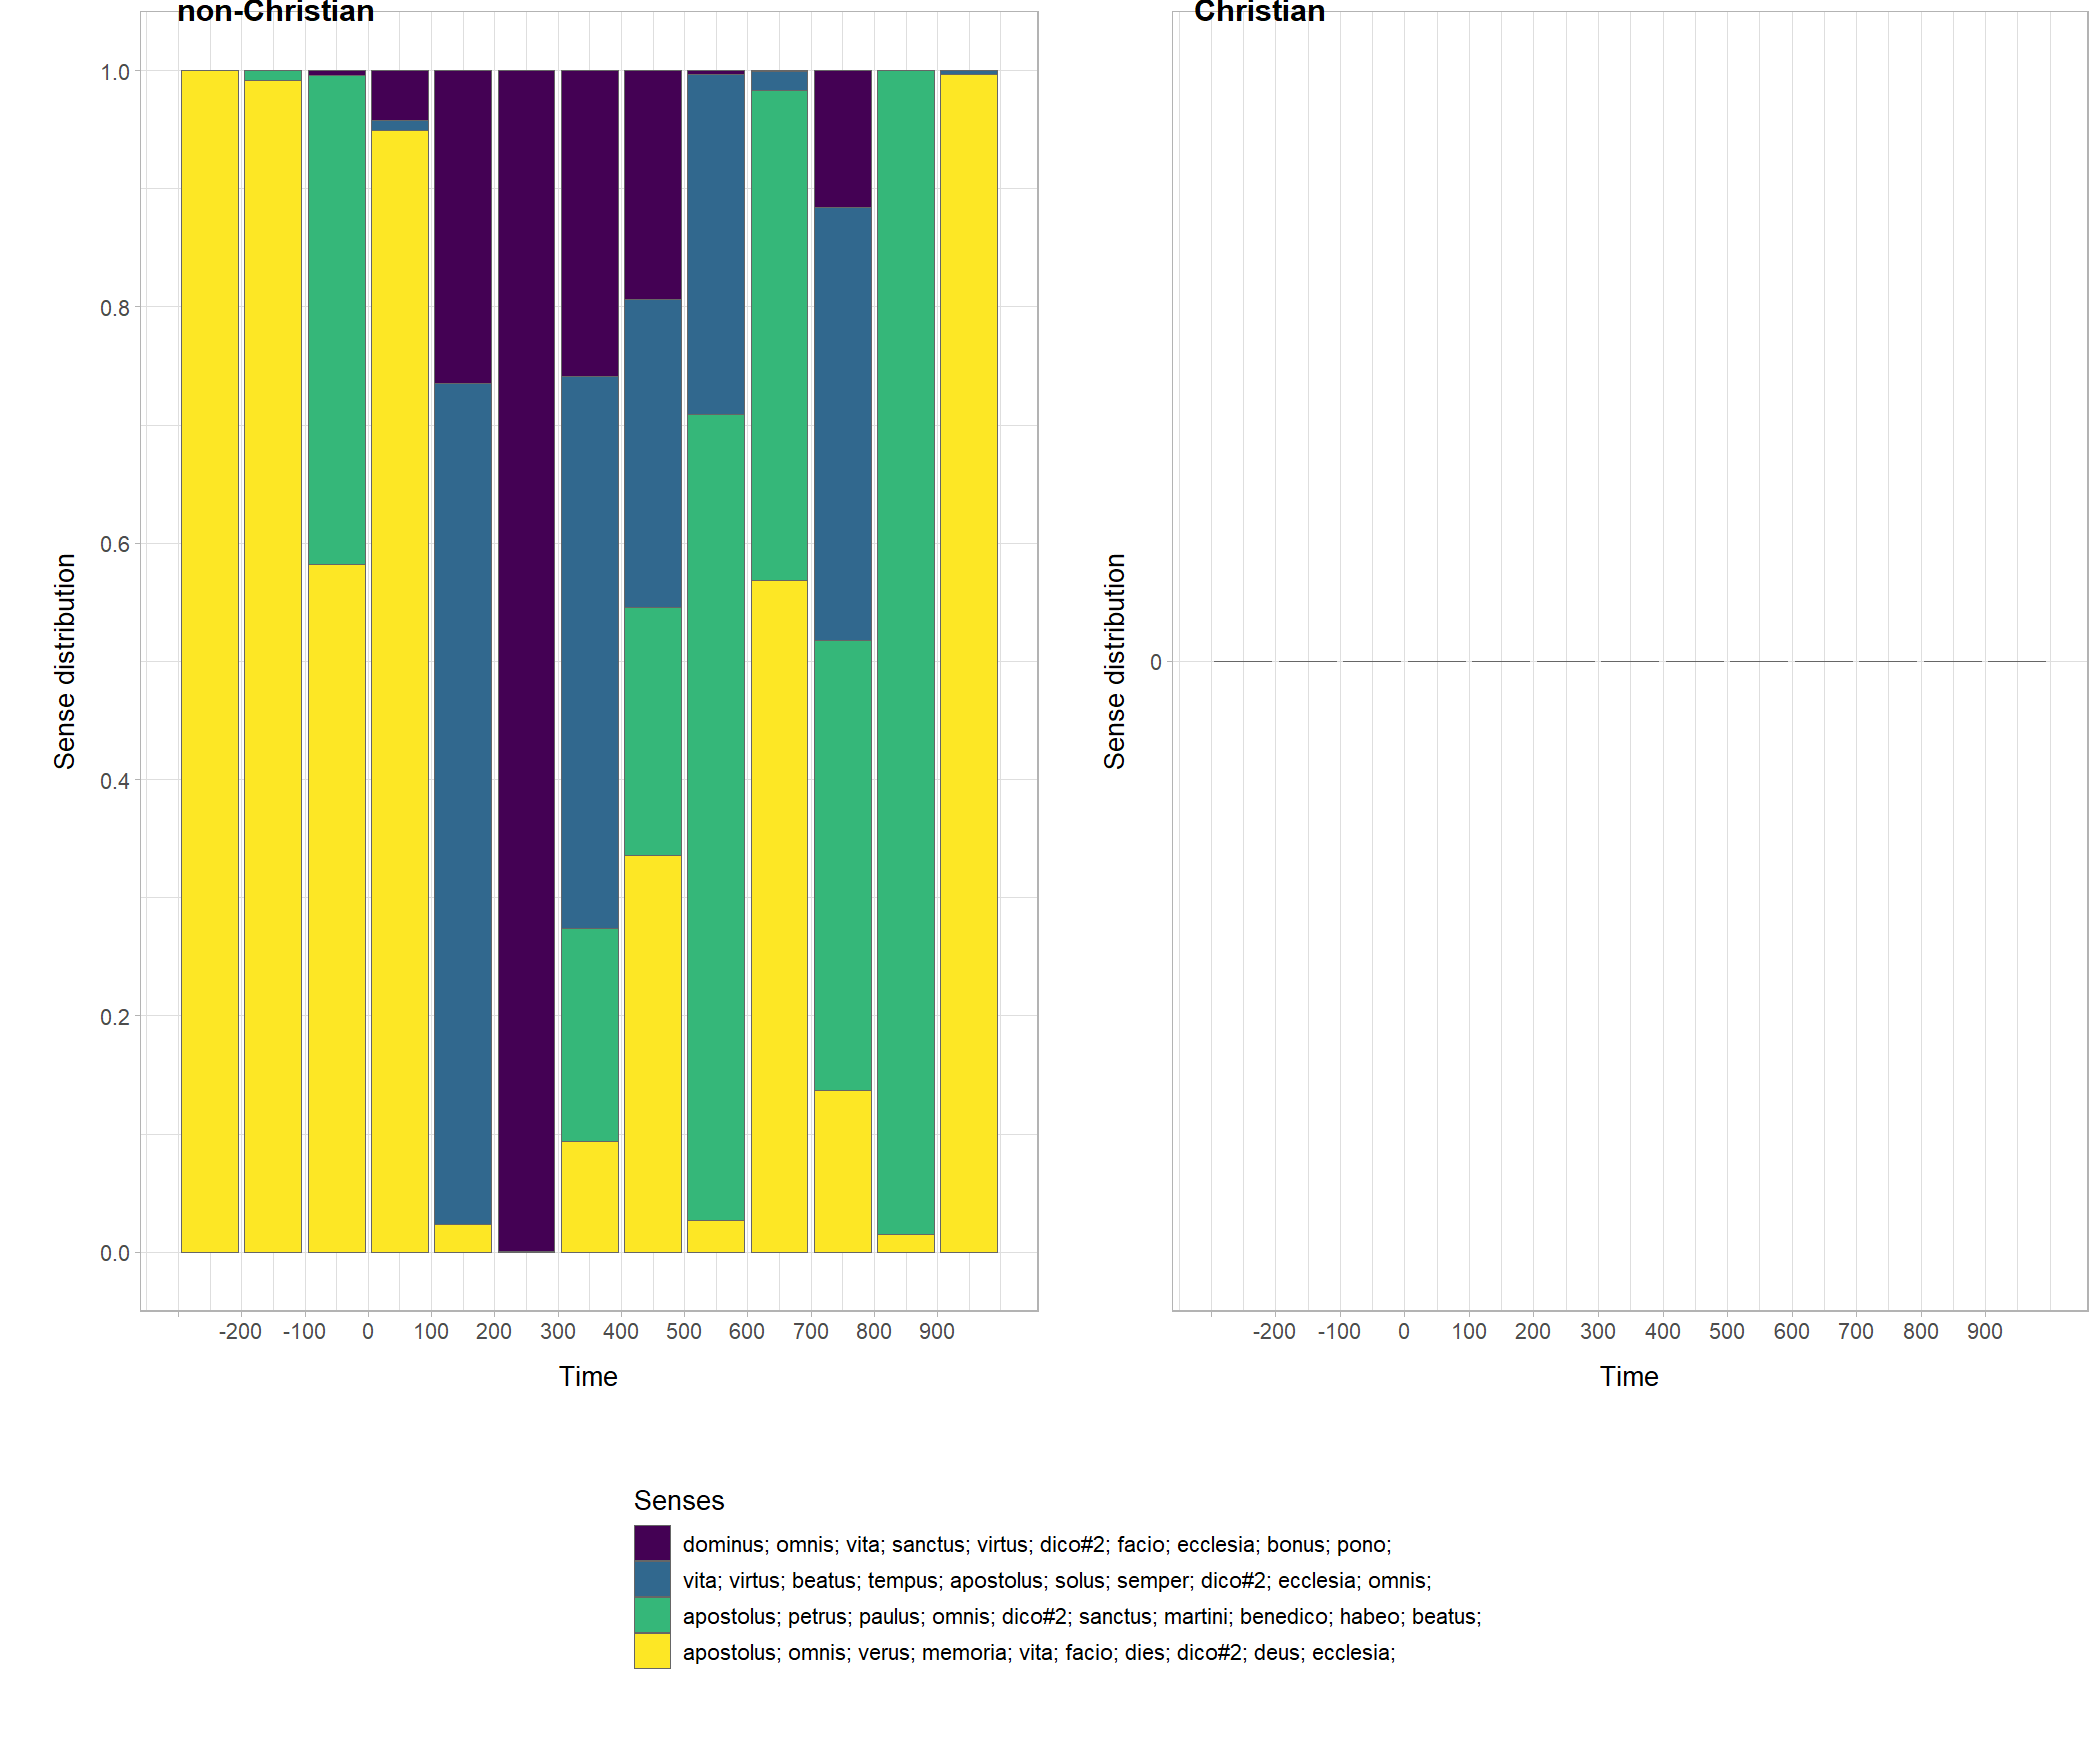 non-Christian
Christian
Sense distribution
1.0
0.8
0.6
0.4
0.2
0.0
-200 -100 0 100 200 300 400 500 600 700 800 900
Time
Sense distribution
0
-200 -100 0 100 200 300 400 500 600 700 800 900
Time
Senses
dominus; omnis; vita; sanctus; virtus; dico#2; facio; ecclesia; bonus; pono;
vita; virtus; beatus; tempus; apostolus; solus; semper; dico#2; ecclesia; omnis;
apostolus; petrus; paulus; omnis; dico#2; sanctus; martini; benedico; habeo; beatus;
apostolus; omnis; verus; memoria; vita; facio; dies; dico#2; deus; ecclesia;